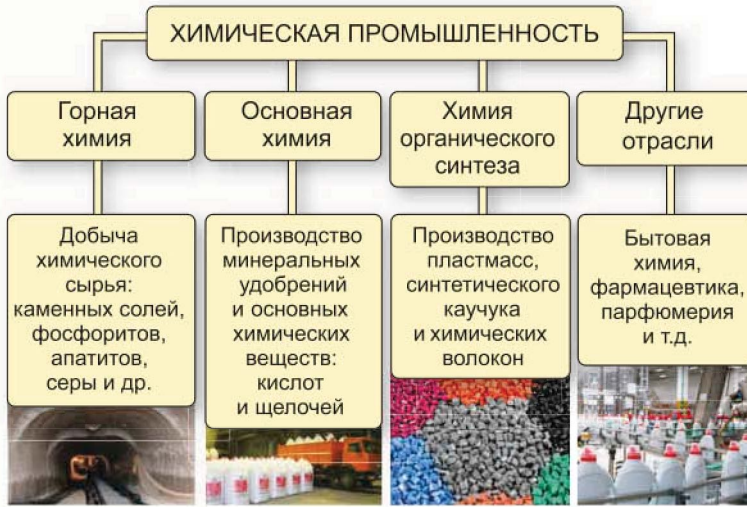 ХИМИЧЕСКАЯ ПРОМЫШЛЕННОСТЬ
Горная
химия
Основная
химия
Химия
органического
синтеза
Другие
отрасли
Добыча
химического
сырья:
каменных солей,
фосфоритов,
апатитов,
серы и др.
Производство
минеральных
удобрений
и основных
химических
веществ:
кислот
и щелочей
Производство
пластмасс,
синтетического
каучука
и химических
волокон
Бытовая
химия,
фармацевтика,
парфюмерия
и т.д.